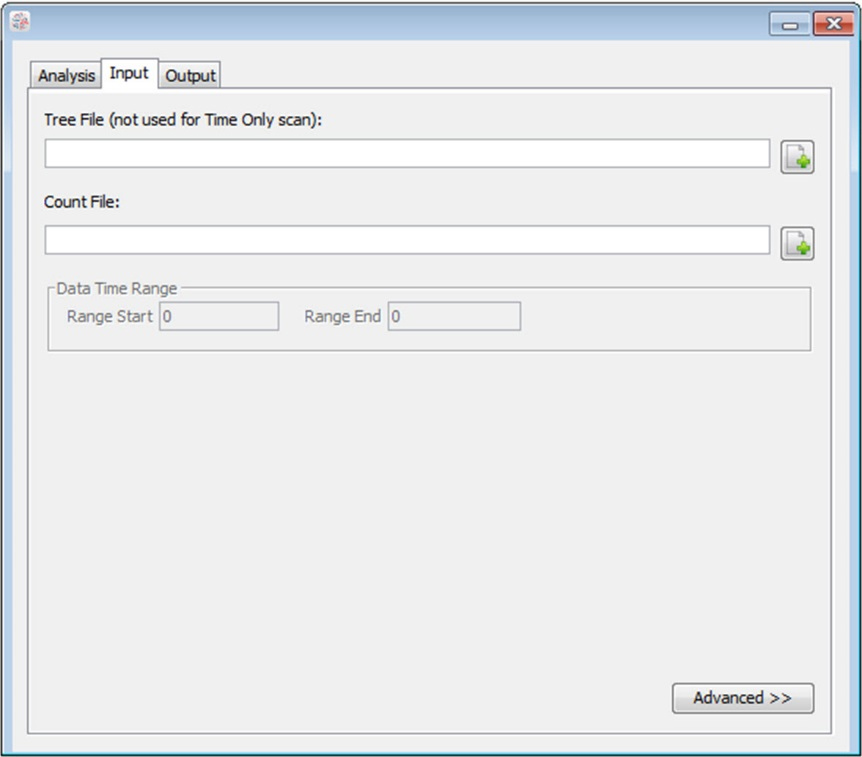 Analysis Input Output
Tree File (not used for Time Only scan):
Count File:
Data Time Range
Range Start 0 Range End 0
Advanced >>